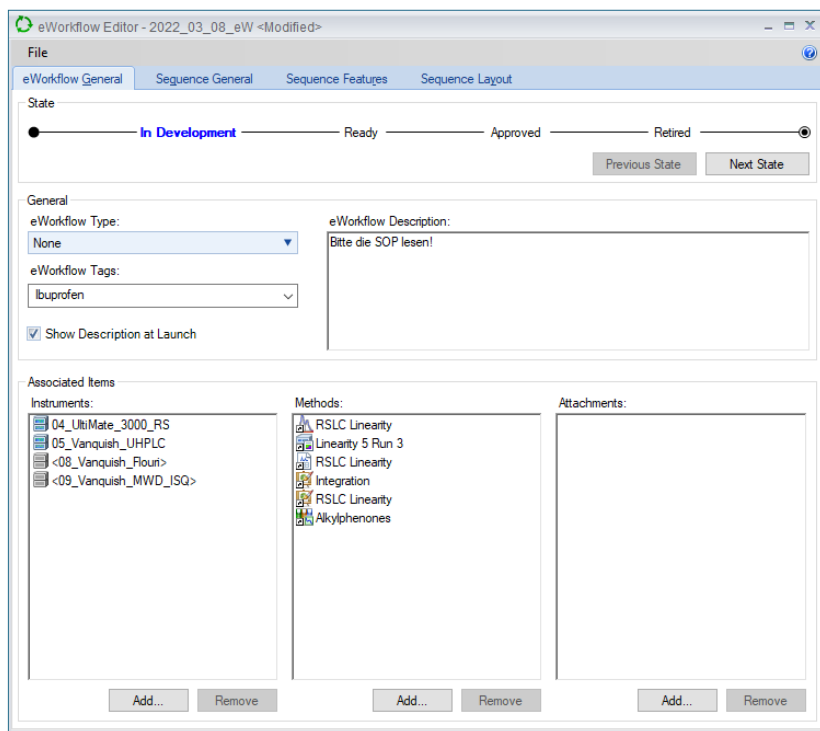 eWorkflow Editor - 2022_03_08_eW <Modified>
File
eWorkflow General Sequence General Sequence Features Sequence Layout
State
In Development Ready Approved Retired
Previous State Next State
General
eWorkflow Type: eWorkflow Description:
None Bitte die SOP lesen!
eWorkflow Tags:
Ibuprofen
Show Description at Launch
Associated Items
Instruments: Methods: Attachments:
04_UltiMate_3000_RS RSLC Linearity
05_Vanquish_UHPLC Linearity 5 Run 3
<08_Vanquish_Flouri> RSLC Linearity
<09_Vanquish_MWD_ISQ> Integration
RSLC Linearity
Alkylphenones
Add... Remove Add... Remove Add... Remove